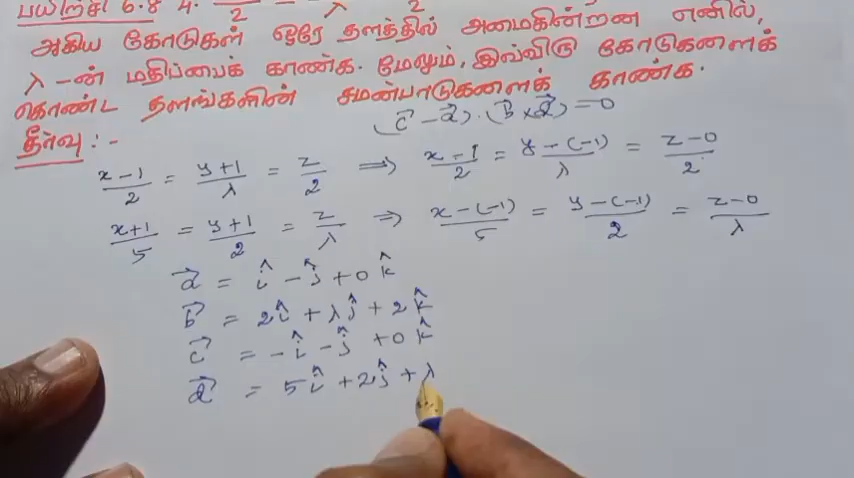 பயிற்சி 6.8 4. 2 λ 2
ஆகிய கோடுகள் ஒரே தளத்தில் அமைகின்றன எனில்,
λ -ன் மதிப்பைக் காண்க. மேலும், இவ்விரு கோடுகளைக்
கொண்ட தளங்களின் சமன்பாடுகளைக் காண்க.
(c⃗ - a⃗) . (b⃗ × d⃗) = 0
தீர்வு : -
(x-1)/2 = (y+1)/λ = z/2 ⇒ (x-1)/2 = (y-(-1))/λ = (z-0)/2
(x+1)/5 = (y+1)/2 = z/λ ⇒ (x-(-1))/5 = (y-(-1))/2 = (z-0)/λ
a⃗ = î - ĵ + 0k̂
b⃗ = 2î + λĵ + 2k̂
c⃗ = -î - ĵ + 0k̂
d⃗ = 5î + 2ĵ + λ